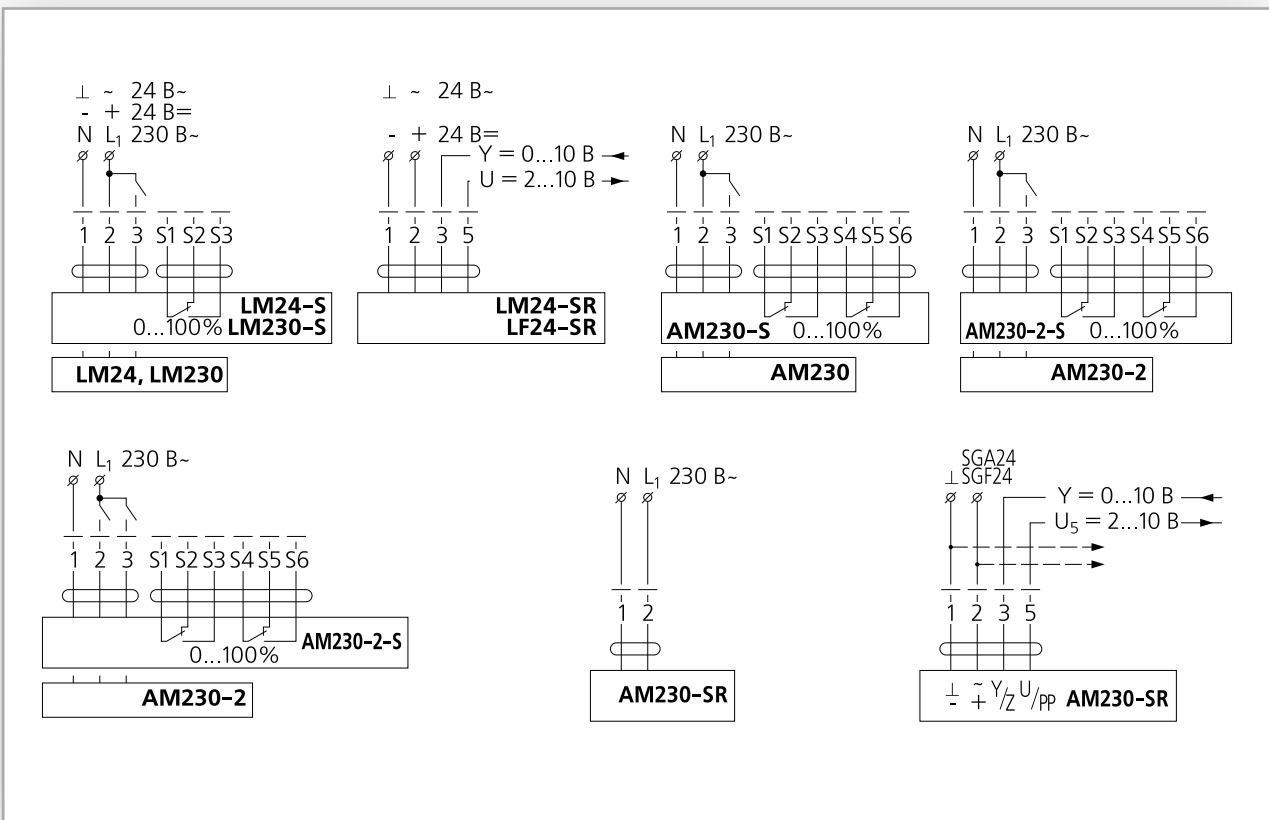 ⊥ ~ 24 В~
- + 24 В=
N L₁ 230 В~
1 2 3 S1 S2 S3
LM24-S
0...100% LM230-S
LM24, LM230
⊥ ~ 24 В~
- + 24 В=
Y = 0...10 В
U = 2...10 В
1 2 3 5
LM24-SR
LF24-SR
N L₁ 230 В~
1 2 3 S1 S2 S3 S4 S5 S6
AM230-S 0...100%
AM230
N L₁ 230 В~
1 2 3 S1 S2 S3 S4 S5 S6
AM230-2-S 0...100%
AM230-2
N L₁ 230 В~
1 2 3 S1 S2 S3 S4 S5 S6
AM230-2-S
0...100%
AM230-2
N L₁ 230 В~
1 2
AM230-SR
SGA24
⊥ SGF24
Y = 0...10 В
U₅ = 2...10 В
1 2 3 5
⊥ ~ Y/Z U/PP AM230-SR
- +